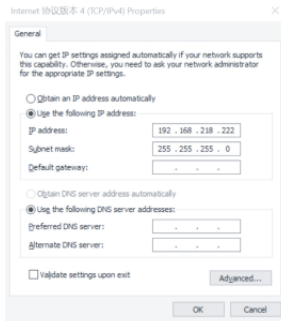 Internet 协议版本 4 (TCP/IPv4) Properties
General
You can get IP settings assigned automatically if your network supports
this capability. Otherwise, you need to ask your network administrator
for the appropriate IP settings.
Obtain an IP address automatically
Use the following IP address:
IP address: 192 . 168 . 218 . 222
Subnet mask: 255 . 255 . 255 . 0
Default gateway: . . .
Obtain DNS server address automatically
Use the following DNS server addresses:
Preferred DNS server: . . .
Alternate DNS server: . . .
Validate settings upon exit
Advanced...
OK Cancel